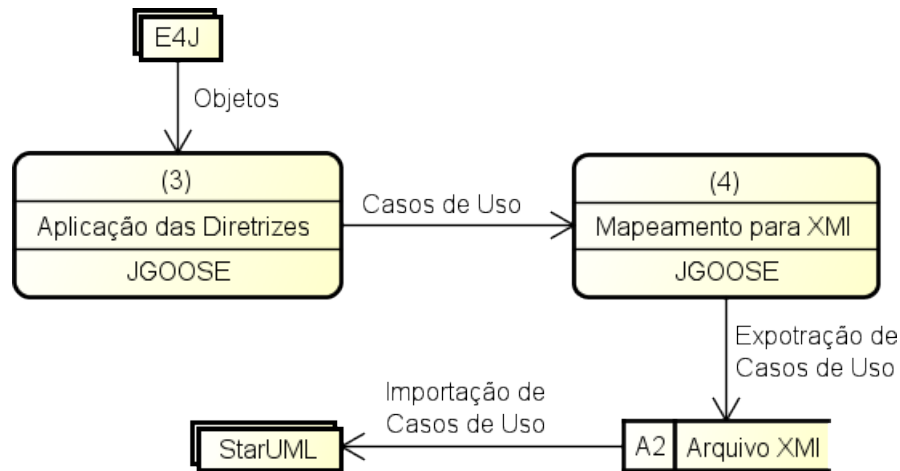 E4J
Objetos
(3)
Aplicação das Diretrizes
JGOOSE
Casos de Uso
(4)
Mapeamento para XMI
JGOOSE
Expotração de
Casos de Uso
Importação de
Casos de Uso
StarUML
A2
Arquivo XMI